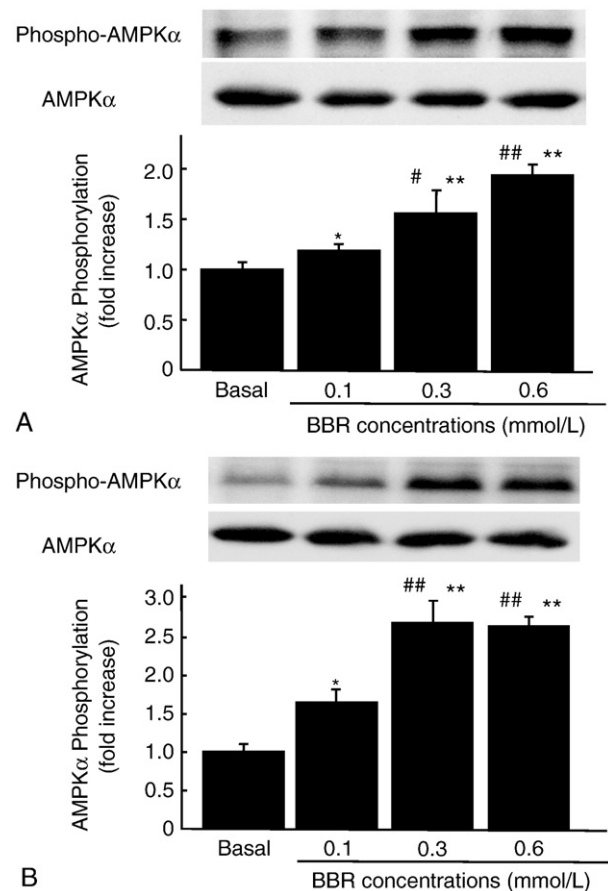 Phospho-AMPKα
AMPKα
AMPKα Phosphorylation
(fold increase)
2.0
1.5
1.0
0.5
0
*
# **
## **
Basal 0.1 0.3 0.6
BBR concentrations (mmol/L)
A
Phospho-AMPKα
AMPKα
AMPKα Phosphorylation
(fold increase)
3.0
2.5
2.0
1.5
1.0
0.5
0
*
## **
## **
Basal 0.1 0.3 0.6
BBR concentrations (mmol/L)
B